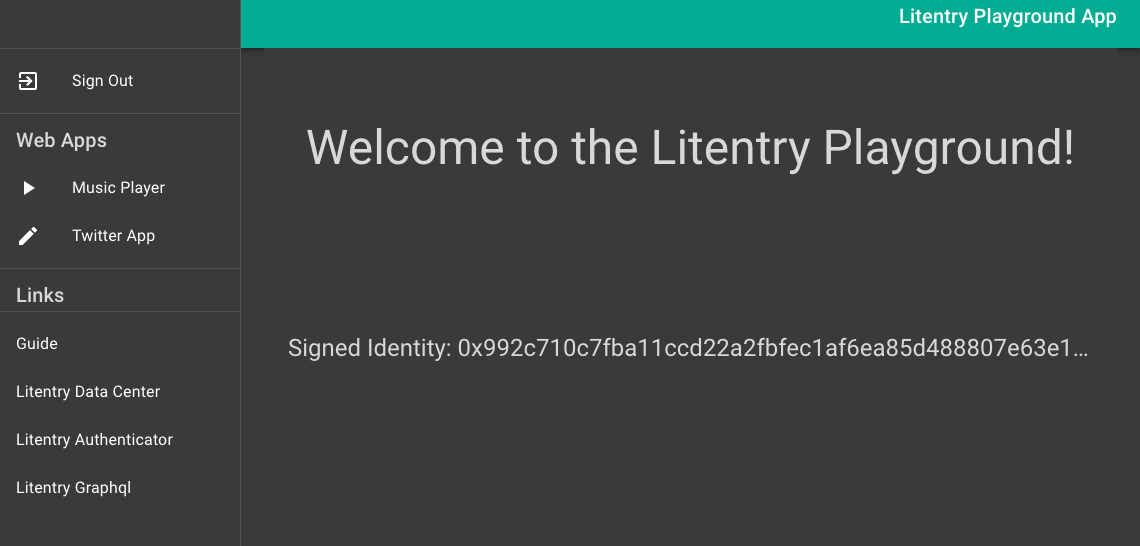 Litentry Playground App
Sign Out
Web Apps
Music Player
Twitter App
Links
Guide
Litentry Data Center
Litentry Authenticator
Litentry Graphql
Welcome to the Litentry Playground!
Signed Identity: 0x992c710c7fba11ccd22a2fbfec1af6ea85d488807e63e1...